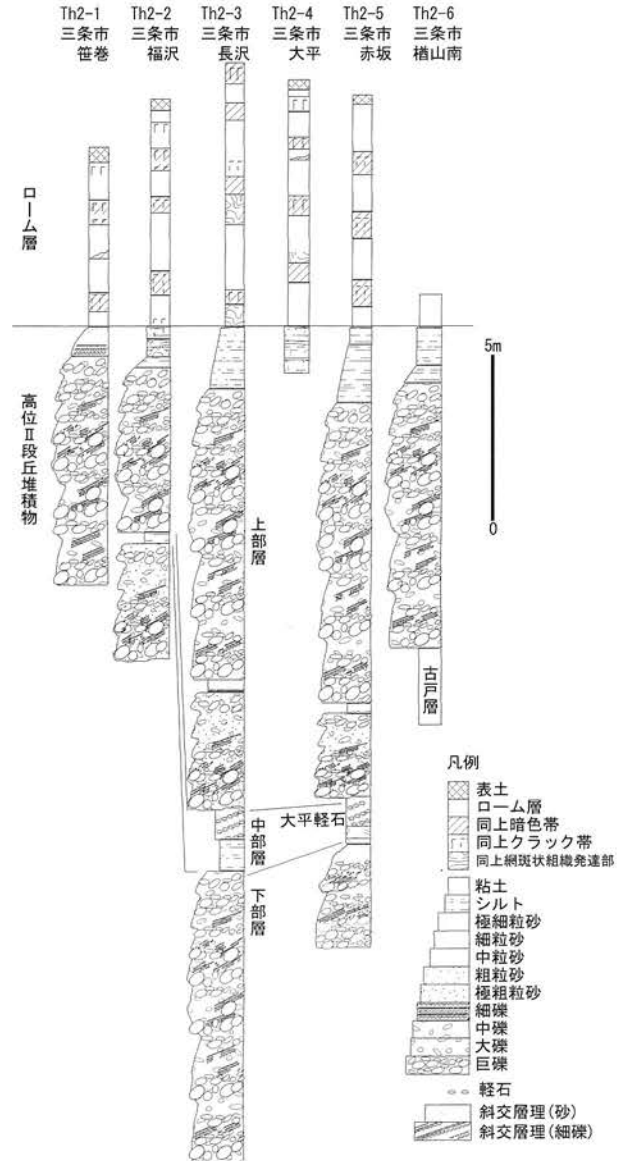 Th2-1 Th2-2 Th2-3 Th2-4 Th2-5 Th2-6
三条市 三条市 三条市 三条市 三条市 三条市
笹巻 福沢 長沢 大平 赤坂 楢山南
ローム層
高位Ⅱ段丘堆積物
上部層
中部層
下部層
大平軽石
古戸層
5m
0
凡例
表土
ローム層
同上暗色帯
同上クラック帯
同上網斑状組織発達部
粘土
シルト
極細粒砂
細粒砂
中粒砂
粗粒砂
極粗粒砂
細礫
中礫
大礫
巨礫
軽石
斜交層理(砂)
斜交層理(細礫)